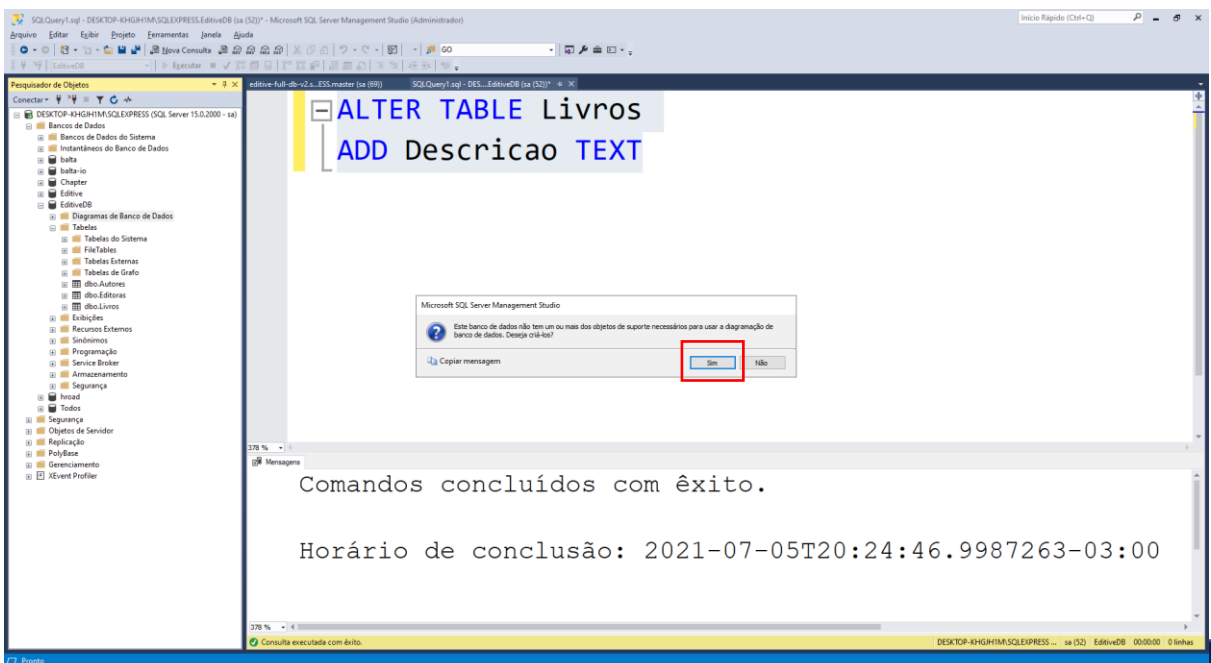 SQLQuery1.sql - DESKTOP-KHGJH1M\SQLEXPRESS.EditiveDB (sa (52))* - Microsoft SQL Server Management Studio (Administrador)
Início Rápido (Ctrl+Q)
Arquivo Editar Exibir Projeto Ferramentas Janela Ajuda
Nova Consulta GO
EditiveDB Executar
Pesquisador de Objetos
editive-full-db-v2.s...ESS.master (sa (69)) SQLQuery1.sql - DES....EditiveDB (sa (52))*
Conectar
DESKTOP-KHGJH1M\SQLEXPRESS (SQL Server 15.0.2000 - sa)
Bancos de Dados
Bancos de Dados do Sistema
Instantâneos do Banco de Dados
balta
balta-io
Chapter
Editive
EditiveDB
Diagramas de Banco de Dados
Tabelas
Tabelas do Sistema
FileTables
Tabelas Externas
Tabelas de Grafo
dbo.Autores
dbo.Editoras
dbo.Livros
Exibições
Recursos Externos
Sinônimos
Programação
Service Broker
Armazenamento
Segurança
hroad
Todos
Segurança
Objetos de Servidor
Replicação
PolyBase
Gerenciamento
XEvent Profiler
ALTER TABLE Livros
ADD Descricao TEXT
Microsoft SQL Server Management Studio
Este banco de dados não tem um ou mais dos objetos de suporte necessários para usar a diagramação de
banco de dados. Deseja criá-los?
Copiar mensagem Sim Não
378 %
Mensagens
Comandos concluídos com êxito.
Horário de conclusão: 2021-07-05T20:24:46.9987263-03:00
378 %
Consulta executada com êxito. DESKTOP-KHGJH1M\SQLEXPRESS ... sa (52) EditiveDB 00:00:00 0 linhas
Pronto